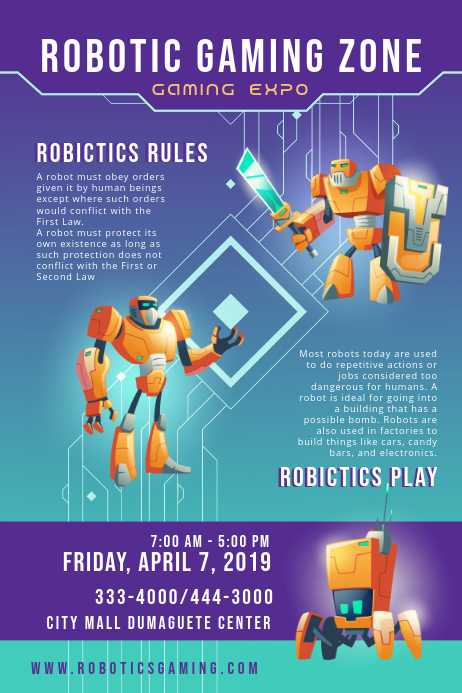 ROBOTIC GAMING ZONE
GAMING EXPO
ROBICTICS RULES
A robot must obey orders
given it by human beings
except where such orders
would conflict with the
First Law.
A robot must protect its
own existence as long as
such protection does not
conflict with the First or
Second Law
Most robots today are used
to do repetitive actions or
jobs considered too
dangerous for humans. A
robot is ideal for going into
a building that has a
possible bomb. Robots are
also used in factories to
build things like cars, candy
bars, and electronics.
ROBICTICS PLAY
7:00 AM - 5:00 PM
FRIDAY, APRIL 7, 2019
333-4000/444-3000
CITY MALL DUMAGUETE CENTER
WWW.ROBOTICSGAMING.COM